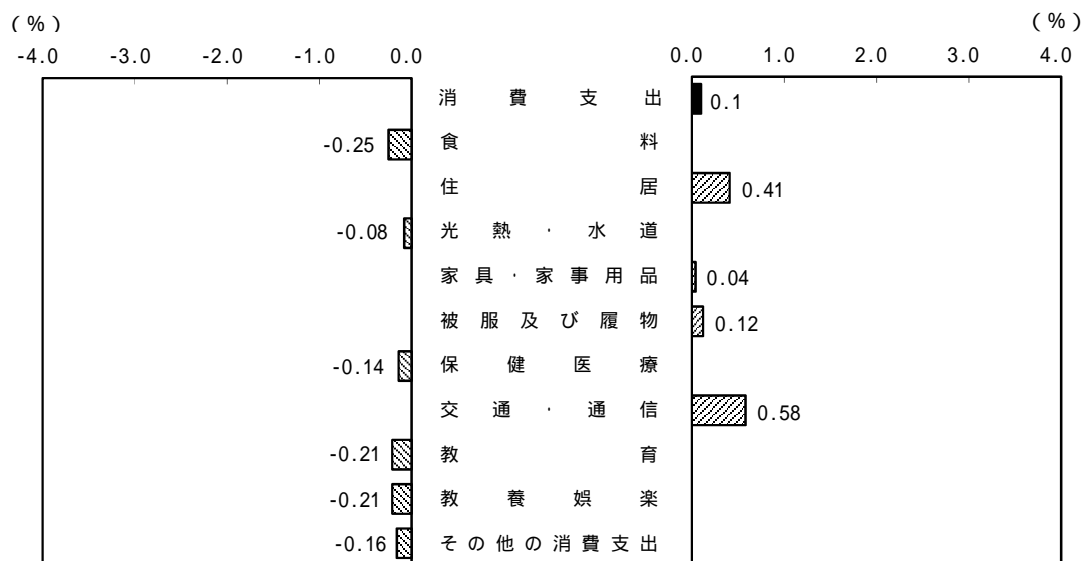 (%) (%)
-4.0 -3.0 -2.0 -1.0 0.0 0.0 1.0 2.0 3.0 4.0
消費支出 0.1
-0.25 食料
住居 0.41
-0.08 光熱・水道
家具・家事用品 0.04
被服及び履物 0.12
-0.14 保健医療
交通・通信 0.58
-0.21 教育
-0.21 教養娯楽
-0.16 その他の消費支出